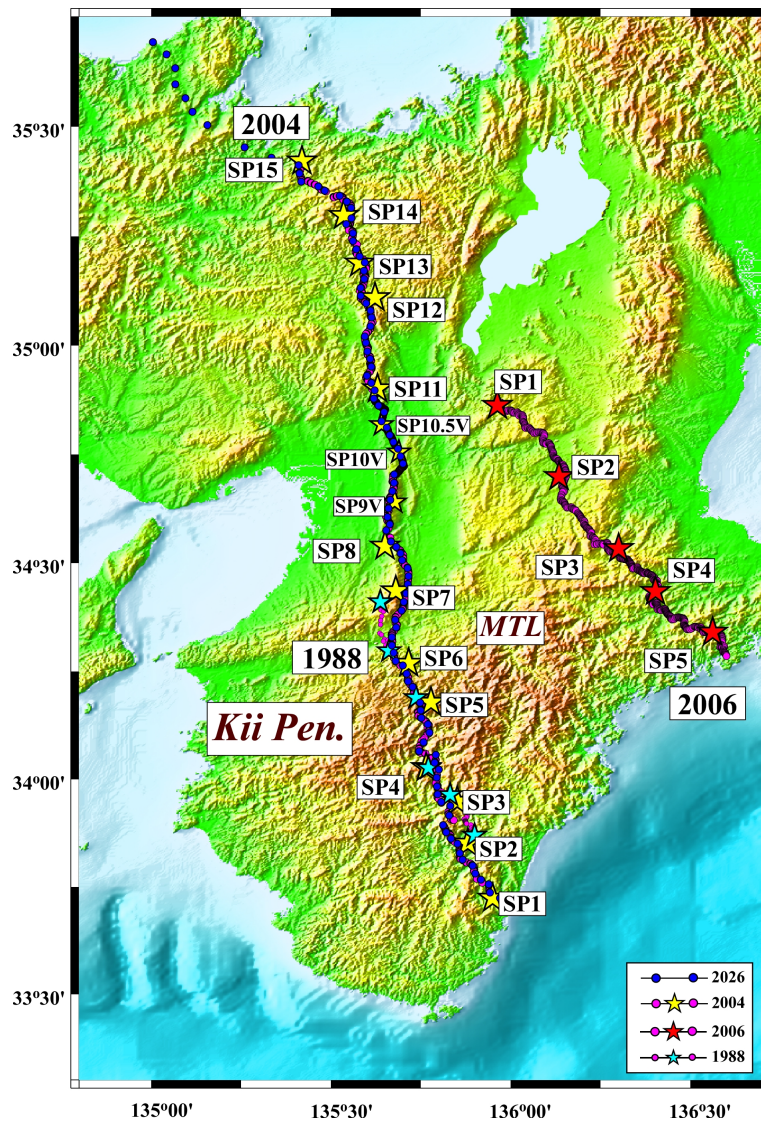 35°30'
2004
SP15
SP14
SP13
SP12
35°00'
SP11
SP1
SP10.5V
SP10V
SP2
SP9V
34°30'
SP8
SP3
SP4
SP7
MTL
1988
SP6
SP5
SP5
2006
Kii Pen.
34°00'
SP4
SP3
SP2
SP1
33°30'
2026
2004
2006
1988
135°00'
135°30'
136°00'
136°30'